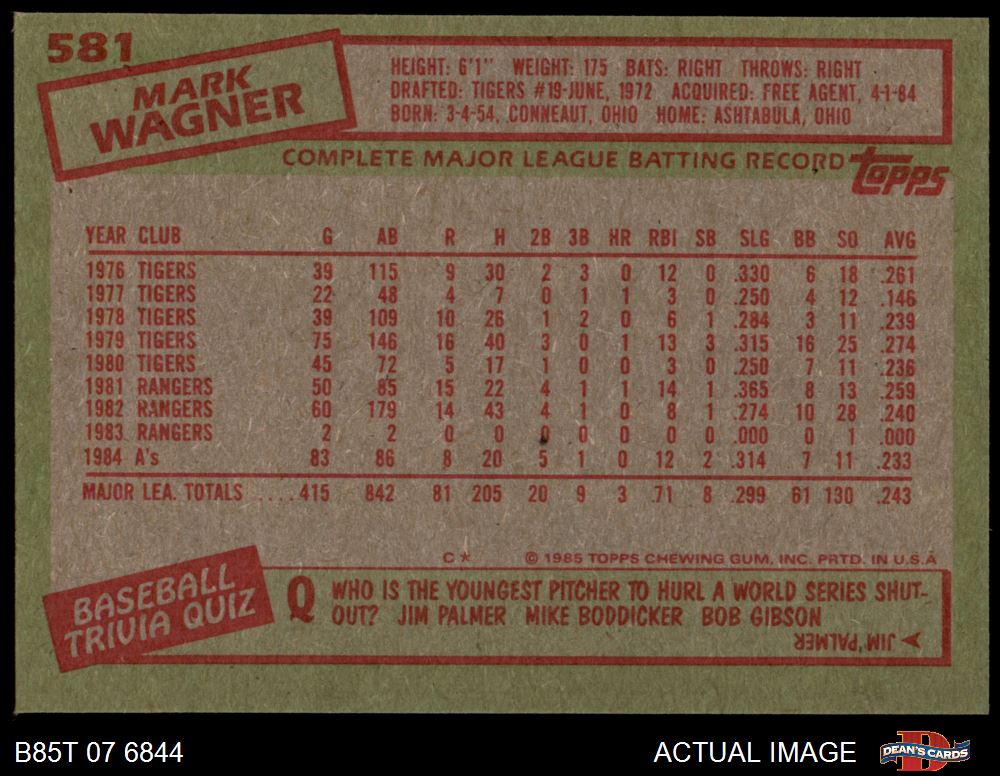 581
MARK
WAGNER
HEIGHT: 6'1" WEIGHT: 175 BATS: RIGHT THROWS: RIGHT
DRAFTED: TIGERS #19-JUNE, 1972 ACQUIRED: FREE AGENT, 4-1-84
BORN: 3-4-54, CONNEAUT, OHIO HOME: ASHTABULA, OHIO
COMPLETE MAJOR LEAGUE BATTING RECORD topps
YEAR CLUB G AB R H 2B 3B HR RBI SB SLG BB SO AVG
1976 TIGERS 39 115 9 30 2 3 0 12 0 .330 6 18 .261
1977 TIGERS 22 48 4 7 0 1 1 3 0 .250 4 12 .146
1978 TIGERS 39 109 10 26 1 2 0 6 1 .284 3 11 .239
1979 TIGERS 75 146 16 40 3 0 1 13 3 .315 16 25 .274
1980 TIGERS 45 72 5 17 1 0 0 3 0 .250 7 11 .236
1981 RANGERS 50 85 15 22 4 1 1 14 1 .365 8 13 .259
1982 RANGERS 60 179 14 43 4 1 0 8 1 .274 10 28 .240
1983 RANGERS 2 2 0 0 0 0 0 0 0 .000 0 1 .000
1984 A's 83 86 8 20 5 1 0 12 2 .314 7 11 .233
MAJOR LEA. TOTALS ....415 842 81 205 20 9 3 71 8 .299 61 130 .243
C* © 1985 TOPPS CHEWING GUM, INC. PRTD. IN U.S.A
BASEBALL
TRIVIA QUIZ
Q WHO IS THE YOUNGEST PITCHER TO HURL A WORLD SERIES SHUT-
OUT? JIM PALMER MIKE BODDICKER BOB GIBSON
JIM PALMER
B85T 07 6844 ACTUAL IMAGE DEAN'S CARDS